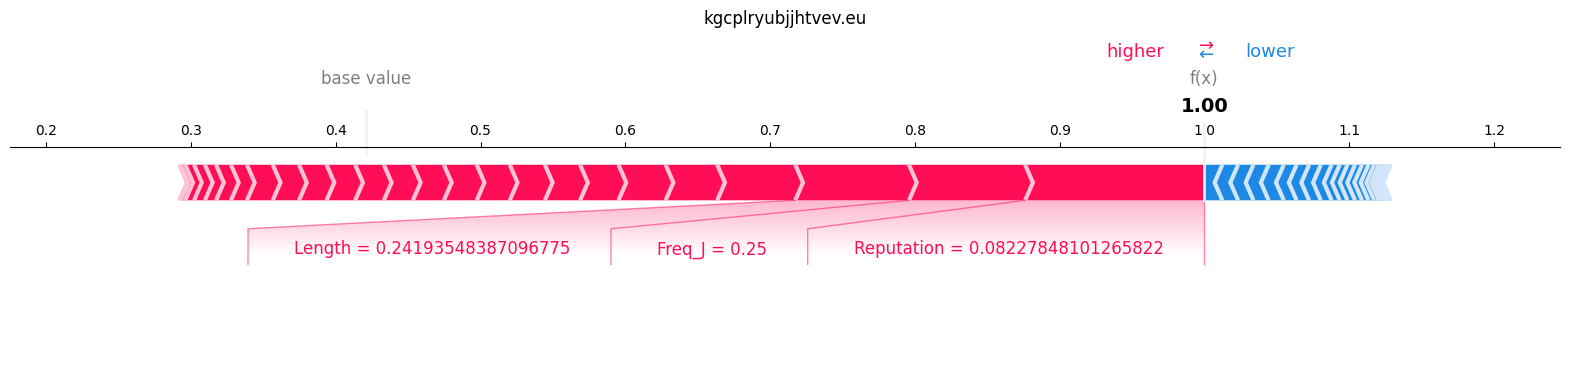 kgcplryubjjhtvev.eu
higher ⇄ lower
base value f(x)
1.00
0.2 0.3 0.4 0.5 0.6 0.7 0.8 0.9 1.0 1.1 1.2
Length = 0.24193548387096775 Freq_J = 0.25 Reputation = 0.08227848101265822